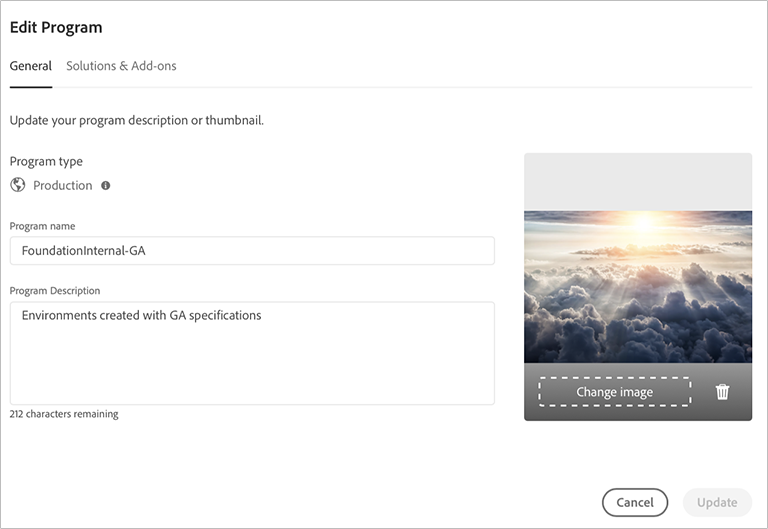 Edit Program
General
Solutions & Add-ons
Update your program description or thumbnail.
Program type
Production
Program name
FoundationInternal-GA
Program Description
Environments created with GA specifications
212 characters remaining
Change image
Cancel
Update